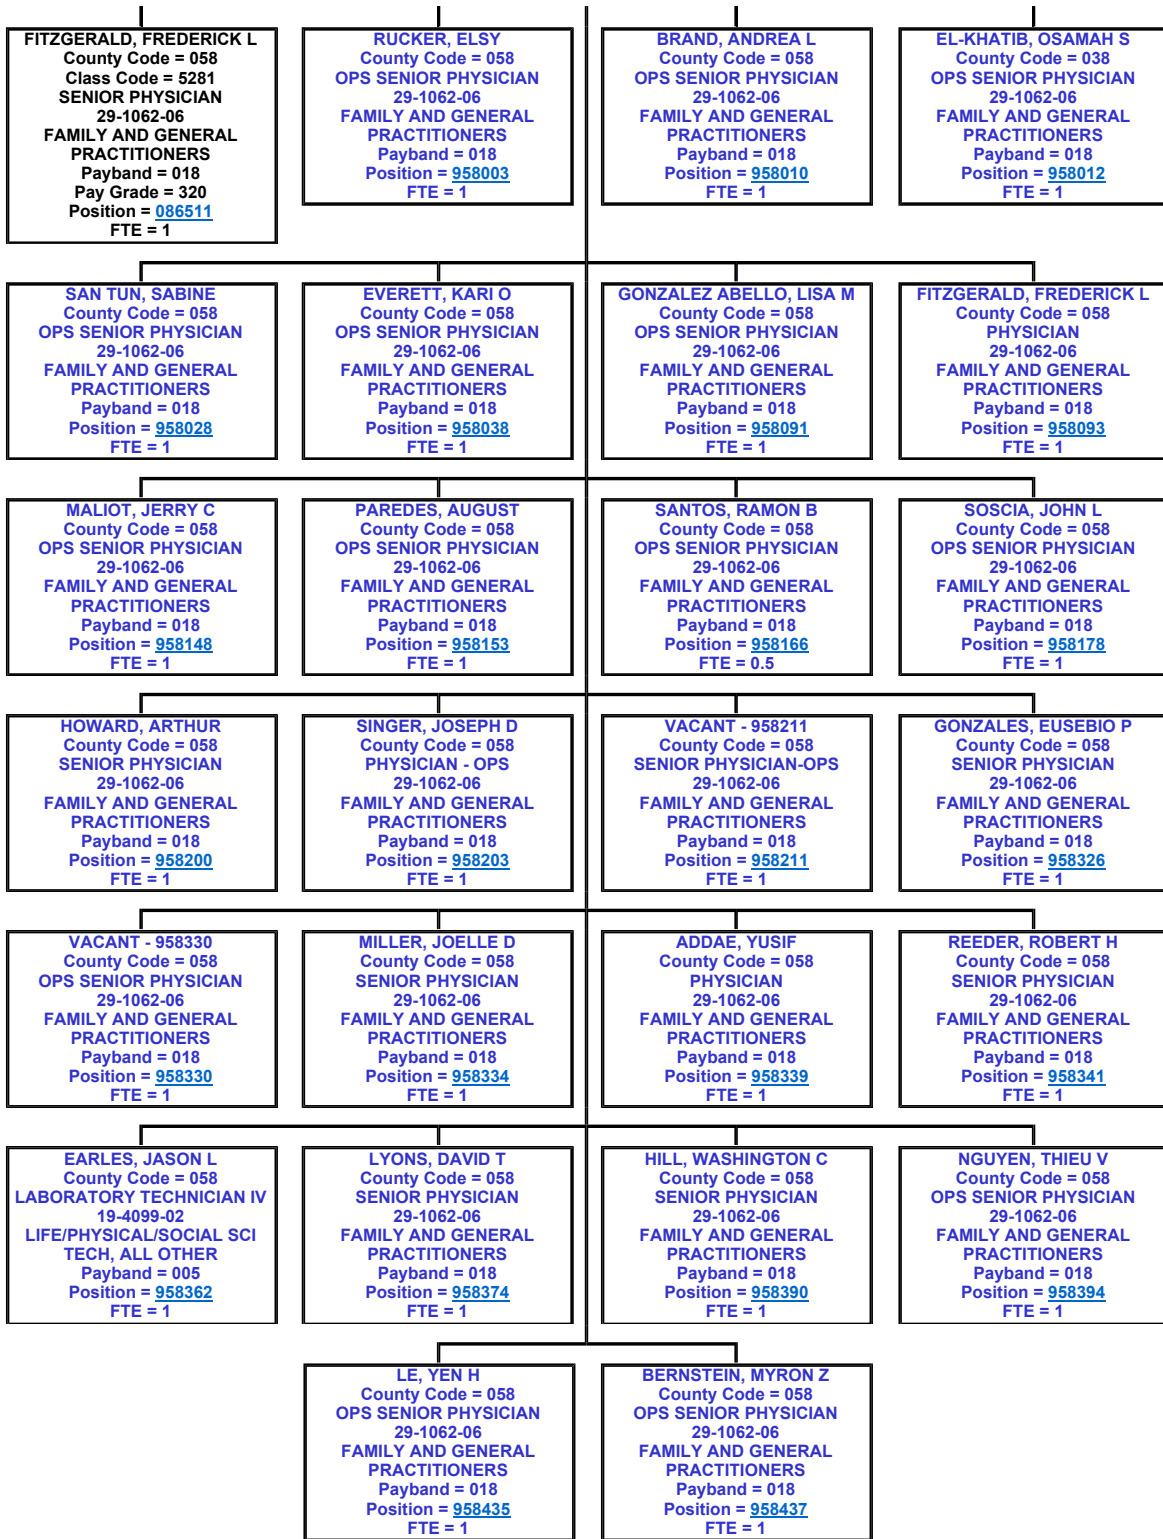 FITZGERALD, FREDERICK L
County Code = 058
Class Code = 5281
SENIOR PHYSICIAN
29-1062-06
FAMILY AND GENERAL
PRACTITIONERS
Payband = 018
Pay Grade = 320
Position = 086511
FTE = 1
RUCKER, ELSY
County Code = 058
OPS SENIOR PHYSICIAN
29-1062-06
FAMILY AND GENERAL
PRACTITIONERS
Payband = 018
Position = 958003
FTE = 1
BRAND, ANDREA L
County Code = 058
OPS SENIOR PHYSICIAN
29-1062-06
FAMILY AND GENERAL
PRACTITIONERS
Payband = 018
Position = 958010
FTE = 1
EL-KHATIB, OSAMAH S
County Code = 038
OPS SENIOR PHYSICIAN
29-1062-06
FAMILY AND GENERAL
PRACTITIONERS
Payband = 018
Position = 958012
FTE = 1
SAN TUN, SABINE
County Code = 058
OPS SENIOR PHYSICIAN
29-1062-06
FAMILY AND GENERAL
PRACTITIONERS
Payband = 018
Position = 958028
FTE = 1
EVERETT, KARI O
County Code = 058
OPS SENIOR PHYSICIAN
29-1062-06
FAMILY AND GENERAL
PRACTITIONERS
Payband = 018
Position = 958038
FTE = 1
GONZALEZ ABELLO, LISA M
County Code = 058
OPS SENIOR PHYSICIAN
29-1062-06
FAMILY AND GENERAL
PRACTITIONERS
Payband = 018
Position = 958091
FTE = 1
FITZGERALD, FREDERICK L
County Code = 058
PHYSICIAN
29-1062-06
FAMILY AND GENERAL
PRACTITIONERS
Payband = 018
Position = 958093
FTE = 1
MALIOT, JERRY C
County Code = 058
OPS SENIOR PHYSICIAN
29-1062-06
FAMILY AND GENERAL
PRACTITIONERS
Payband = 018
Position = 958148
FTE = 1
PAREDES, AUGUST
County Code = 058
OPS SENIOR PHYSICIAN
29-1062-06
FAMILY AND GENERAL
PRACTITIONERS
Payband = 018
Position = 958153
FTE = 1
SANTOS, RAMON B
County Code = 058
OPS SENIOR PHYSICIAN
29-1062-06
FAMILY AND GENERAL
PRACTITIONERS
Payband = 018
Position = 958166
FTE = 0.5
SOSCIA, JOHN L
County Code = 058
OPS SENIOR PHYSICIAN
29-1062-06
FAMILY AND GENERAL
PRACTITIONERS
Payband = 018
Position = 958178
FTE = 1
HOWARD, ARTHUR
County Code = 058
SENIOR PHYSICIAN
29-1062-06
FAMILY AND GENERAL
PRACTITIONERS
Payband = 018
Position = 958200
FTE = 1
SINGER, JOSEPH D
County Code = 058
PHYSICIAN - OPS
29-1062-06
FAMILY AND GENERAL
PRACTITIONERS
Payband = 018
Position = 958203
FTE = 1
VACANT - 958211
County Code = 058
SENIOR PHYSICIAN-OPS
29-1062-06
FAMILY AND GENERAL
PRACTITIONERS
Payband = 018
Position = 958211
FTE = 1
GONZALES, EUSEBIO P
County Code = 058
SENIOR PHYSICIAN
29-1062-06
FAMILY AND GENERAL
PRACTITIONERS
Payband = 018
Position = 958326
FTE = 1
VACANT - 958330
County Code = 058
OPS SENIOR PHYSICIAN
29-1062-06
FAMILY AND GENERAL
PRACTITIONERS
Payband = 018
Position = 958330
FTE = 1
MILLER, JOELLE D
County Code = 058
SENIOR PHYSICIAN
29-1062-06
FAMILY AND GENERAL
PRACTITIONERS
Payband = 018
Position = 958334
FTE = 1
ADDAE, YUSIF
County Code = 058
PHYSICIAN
29-1062-06
FAMILY AND GENERAL
PRACTITIONERS
Payband = 018
Position = 958339
FTE = 1
REEDER, ROBERT H
County Code = 058
SENIOR PHYSICIAN
29-1062-06
FAMILY AND GENERAL
PRACTITIONERS
Payband = 018
Position = 958341
FTE = 1
EARLES, JASON L
County Code = 058
LABORATORY TECHNICIAN IV
19-4099-02
LIFE/PHYSICAL/SOCIAL SCI
TECH, ALL OTHER
Payband = 005
Position = 958362
FTE = 1
LYONS, DAVID T
County Code = 058
SENIOR PHYSICIAN
29-1062-06
FAMILY AND GENERAL
PRACTITIONERS
Payband = 018
Position = 958374
FTE = 1
HILL, WASHINGTON C
County Code = 058
SENIOR PHYSICIAN
29-1062-06
FAMILY AND GENERAL
PRACTITIONERS
Payband = 018
Position = 958390
FTE = 1
NGUYEN, THIEU V
County Code = 058
OPS SENIOR PHYSICIAN
29-1062-06
FAMILY AND GENERAL
PRACTITIONERS
Payband = 018
Position = 958394
FTE = 1
LE, YEN H
County Code = 058
OPS SENIOR PHYSICIAN
29-1062-06
FAMILY AND GENERAL
PRACTITIONERS
Payband = 018
Position = 958435
FTE = 1
BERNSTEIN, MYRON Z
County Code = 058
OPS SENIOR PHYSICIAN
29-1062-06
FAMILY AND GENERAL
PRACTITIONERS
Payband = 018
Position = 958437
FTE = 1